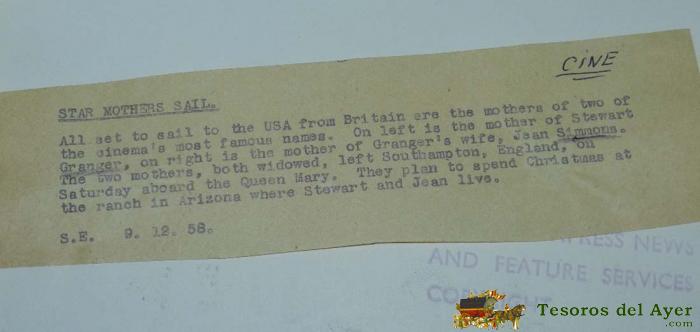 CINE
STAR MOTHERS SAIL.
All set to sail to the USA from Britain are the mothers of two of
the cinema's most famous names. On left is the mother of Stewart
Granger, on right is the mother of Granger's wife, Jean Simmons.
The two mothers, both widowed, left Southampton, England, on
Saturday aboard the Queen Mary. They plan to spend Christmas at
the ranch in Arizona where Stewart and Jean live.
S.E. 9. 12. 58.
NEWS
AND FEATURE SERVICES
Tesoros del Ayer
.com